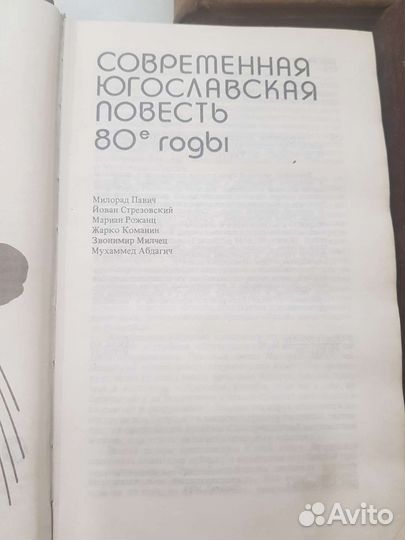 СОВРЕМЕННАЯ
ЮГОСЛАВСКАЯ
ПОВЕСТЬ
80е годы
Милорад Павич
Йован Стрезовский
Мариан Рожанц
Жарко Команин
Звонимир Милчец
Мухаммед Абдагич
Avito